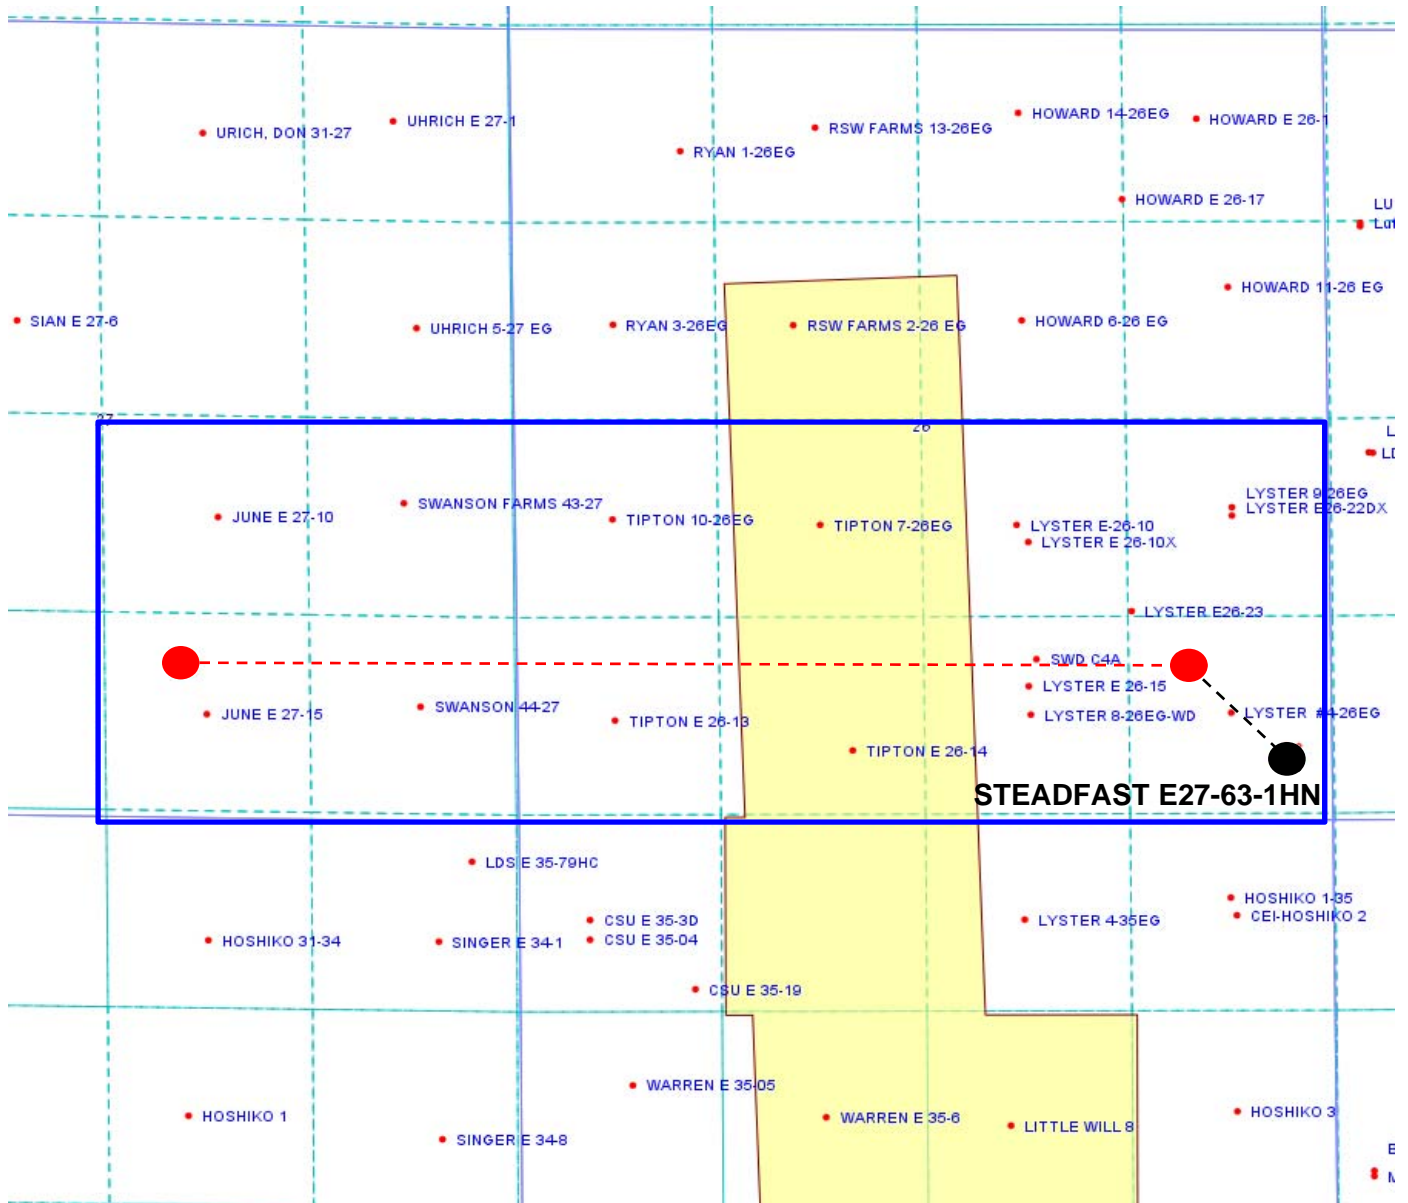 HOWARD 14-26EG
HOWARD E 26-1
UHRICH E 27-1
RSW FARMS 13-26EG
URICH, DON 31-27
RYAN 1-26EG
HOWARD E 26-17
LU
HOWARD 11-26 EG
SIAN E 27-6
UHRICH 5-27 EG
RYAN 3-26EG
RSW FARMS 2-26 EG
HOWARD 6-26 EG
27
26
L
LYSTER 9-26EG
SWANSON FARMS 43-27
LYSTER E26-22DX
JUNE E 27-10
TIPTON 10-26EG
TIPTON 7-26EG
LYSTER E-26-10
LYSTER E 26-10X
LYSTER E26-23
SWD C4A
LYSTER E 26-15
JUNE E 27-15
SWANSON 44-27
TIPTON E 26-13
LYSTER 8-26EG-WD
LYSTER #4-26EG
TIPTON E 26-14
STEADFAST E27-63-1HN
LDS E 35-79HC
HOSHIKO 1-35
CEI-HOSHIKO 2
CSU E 35-3D
LYSTER 4-35EG
HOSHIKO 31-34
SINGER E 34-1
CSU E 35-04
CSU E 35-19
WARREN E 35-05
HOSHIKO 1
WARREN E 35-6
LITTLE WILL 8
HOSHIKO 3
SINGER E 34-8